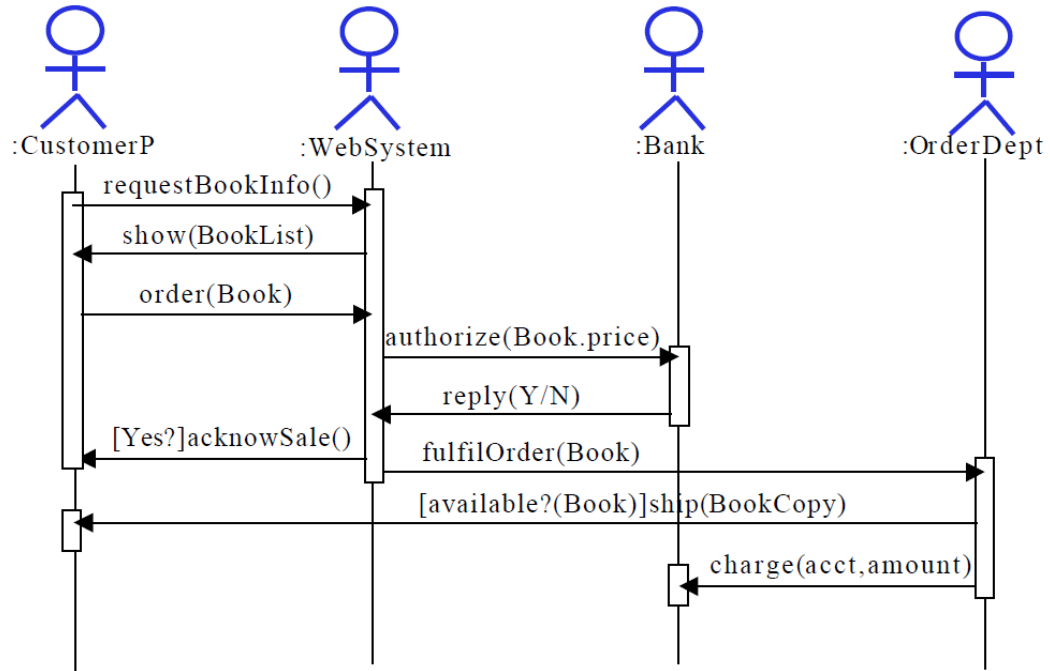 :CustomerP
:WebSystem
:Bank
:OrderDept
requestBookInfo()
show(BookList)
order(Book)
authorize(Book.price)
reply(Y/N)
[Yes?]acknowSale()
fulfilOrder(Book)
[available?(Book)]ship(BookCopy)
charge(acct,amount)